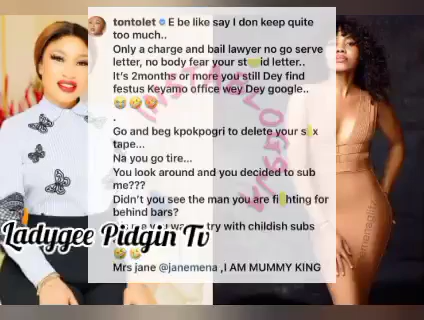 tontolet E be like say I don keep quite
too much..
Only a charge and bail lawyer no go serve
letter, no body fear your st id letter..
It's 2months or more you still Dey find
festus Keyamo office wey Dey google..
😂🤣🥵
.
Go and beg kpokpogri to delete your s x
tape...
Na you go tire...
You look around and you decided to sub
me???
Didn't you see the man you are fi hting for
behind bars?
try with childish subs
Ladygee Pidgin Tv
Mrs jane @janemena ,I AM MUMMY KING